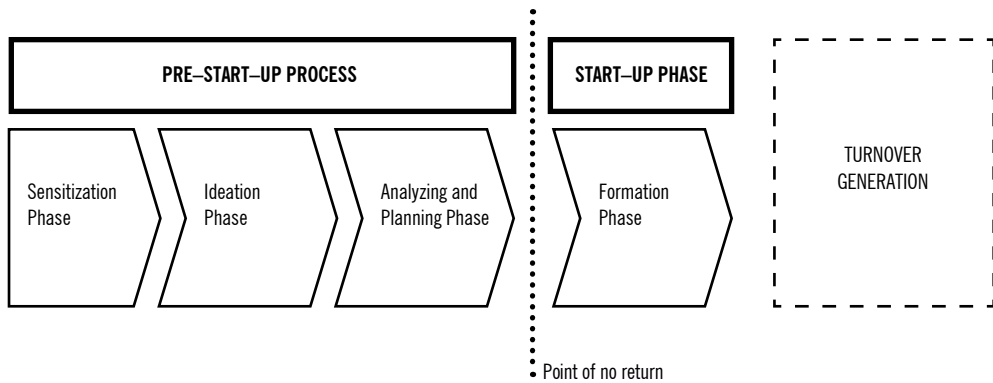 PRE–START–UP PROCESS
START–UP PHASE
Sensitization
Phase
Ideation
Phase
Analyzing and
Planning Phase
Formation
Phase
TURNOVER
GENERATION
Point of no return